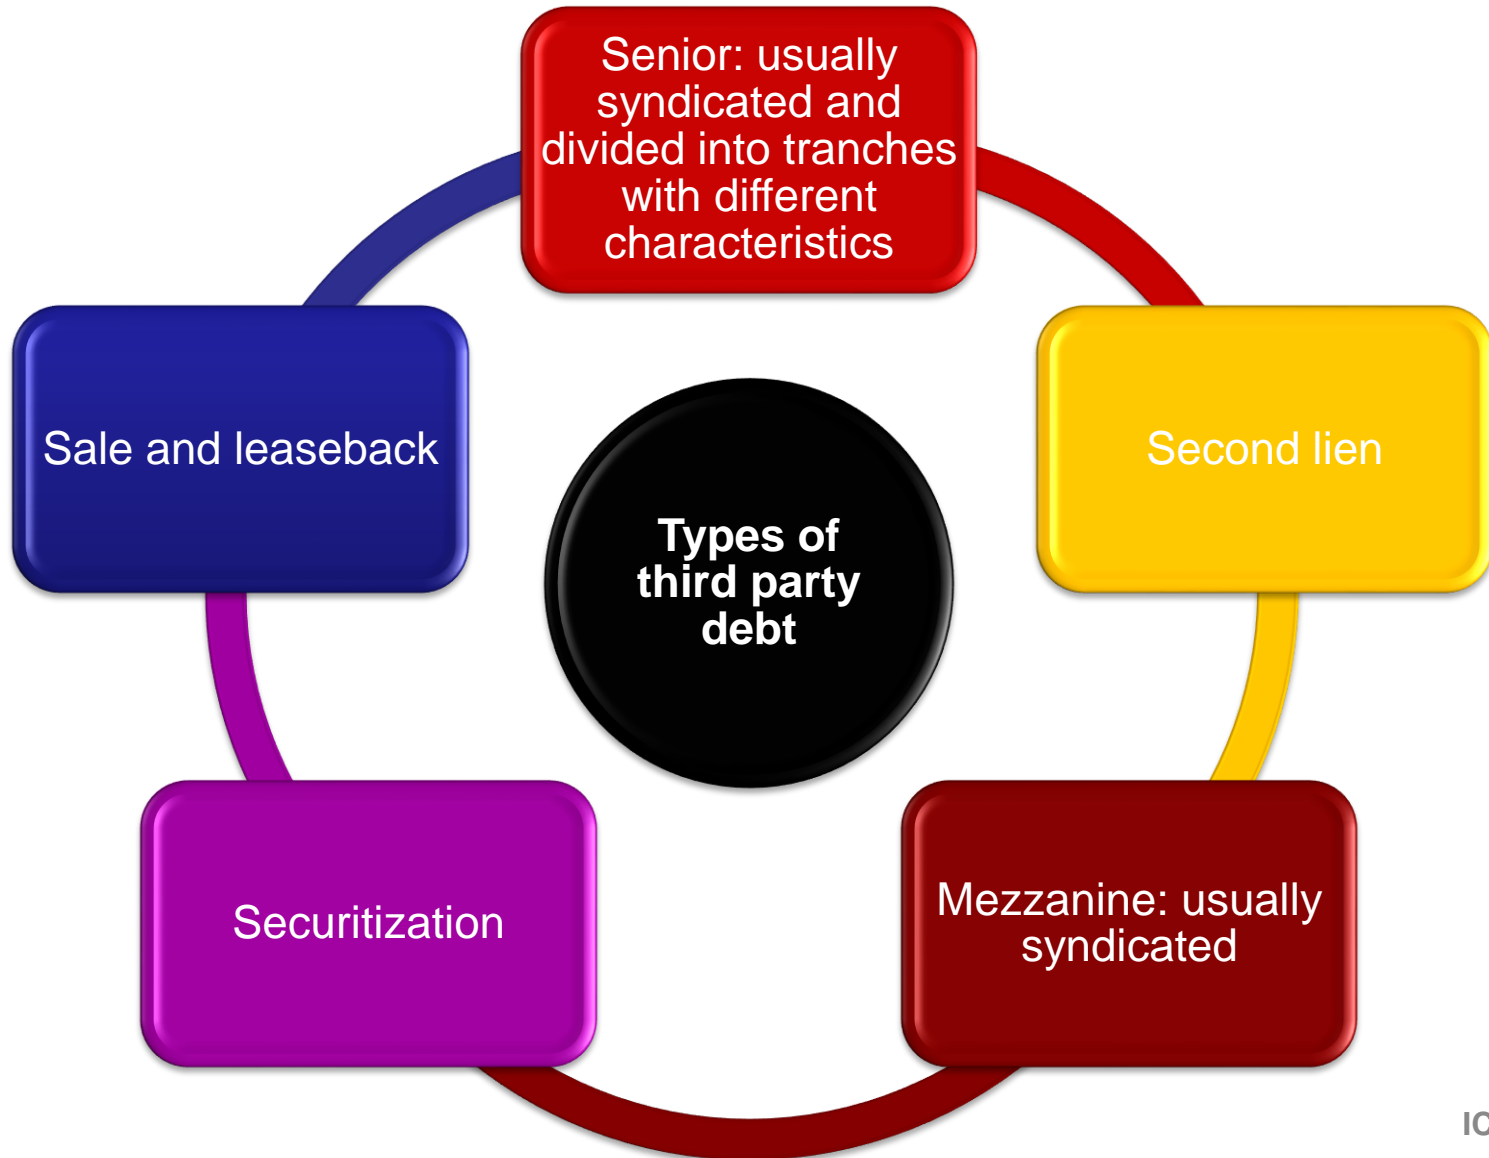 Senior: usually
syndicated and
divided into tranches
with different
characteristics
Second lien
Mezzanine: usually
syndicated
Securitization
Sale and leaseback
Types of
third party
debt